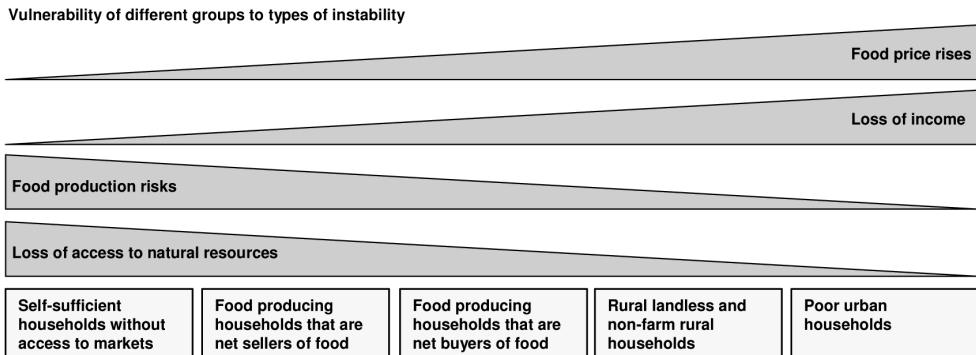 Vulnerability of different groups to types of instability
Food price rises
Loss of income
Food production risks
Loss of access to natural resources
Self-sufficient
households without
access to markets
Food producing
households that are
net sellers of food
Food producing
households that are
net buyers of food
Rural landless and
non-farm rural
households
Poor urban
households